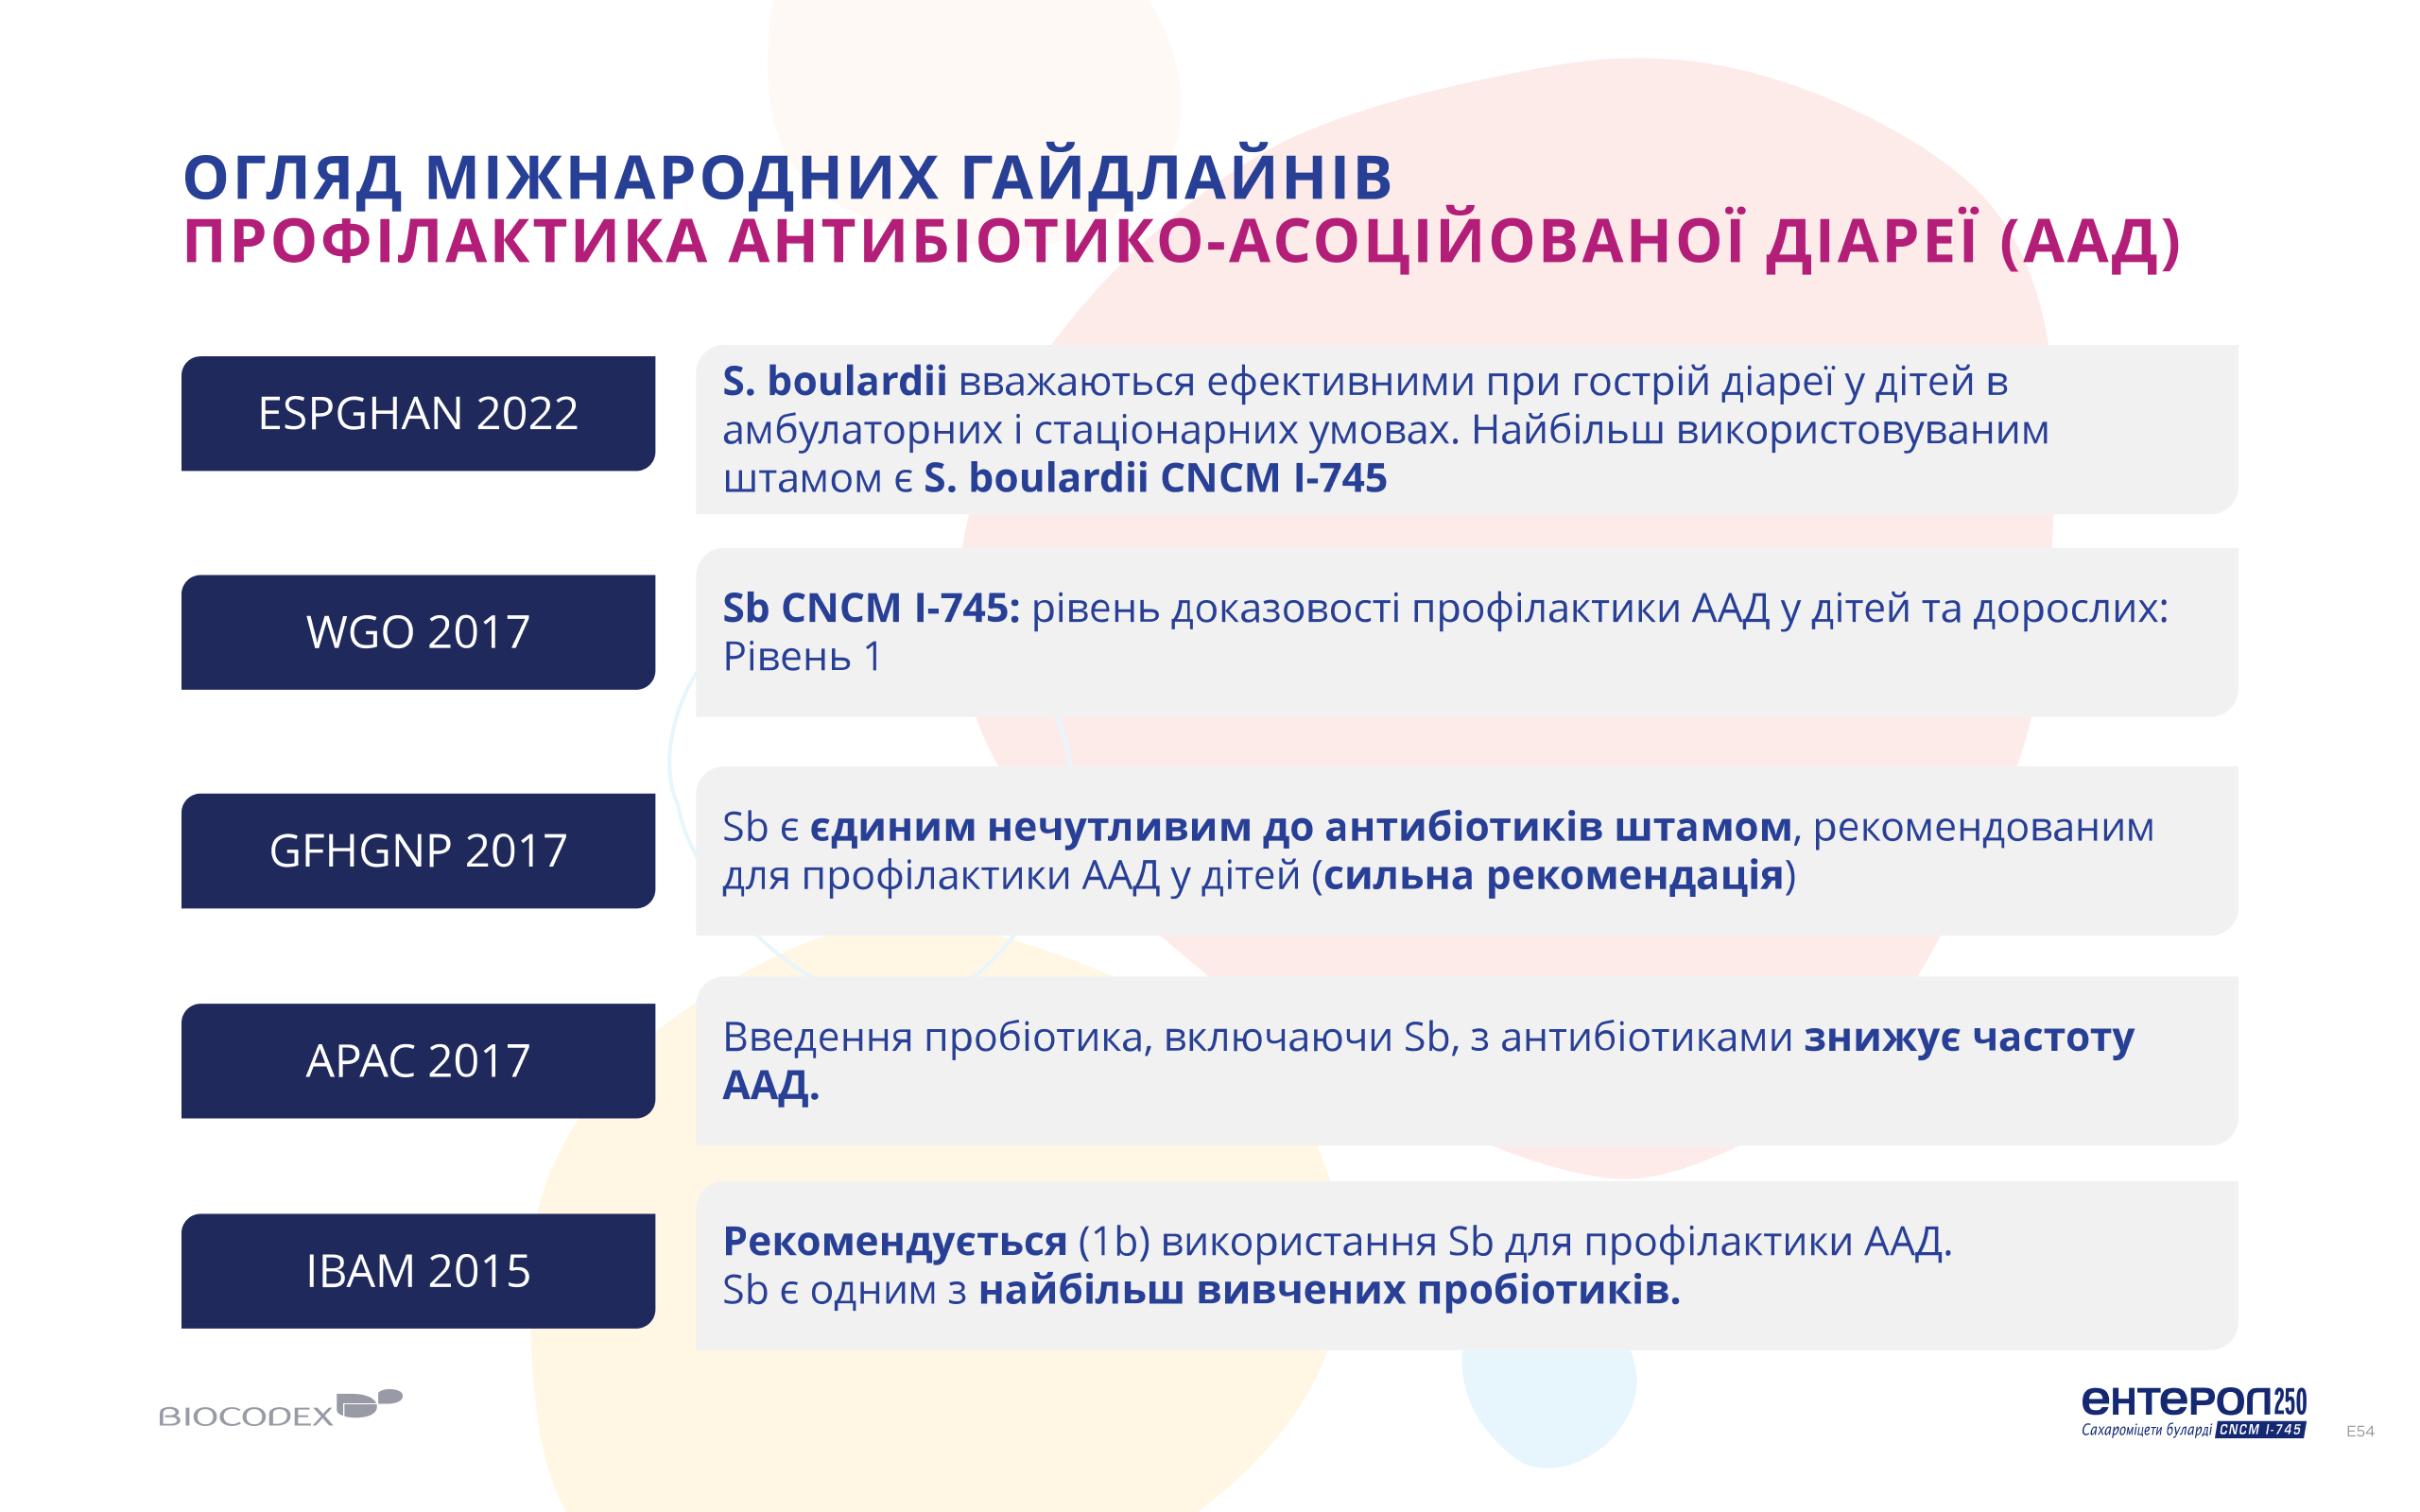 ОГЛЯД МІЖНАРОДНИХ ГАЙДЛАЙНІВ
ПРОФІЛАКТИКА АНТИБІОТИКО-АСОЦІЙОВАНОЇ ДІАРЕЇ (ААД)
ESPGHAN 2022
S. boulardii вважаються ефективними при гострій діареї у дітей в
амбулаторних і стаціонарних умовах. Найбільш використовуваним
штамом є S. boulardii CNCM I-745
WGO 2017
Sb CNCM I-745: рівень доказовості профілактики ААД у дітей та дорослих:
Рівень 1
GFHGNP 2017
Sb є єдиним нечутливим до антибіотиків штамом, рекомендованим
для профілактики ААД у дітей (сильна рекомендація)
APAC 2017
Введення пробіотика, включаючи Sb, з антибіотиками знижує частоту
ААД.
IBAM 2015
Рекомендується (1b) використання Sb для профілактики ААД.
Sb є одним з найбільш вивчених пробіотиків.
BIOCODEX
ентерол 250
Сахароміцети буларді CNCM I-745
E54